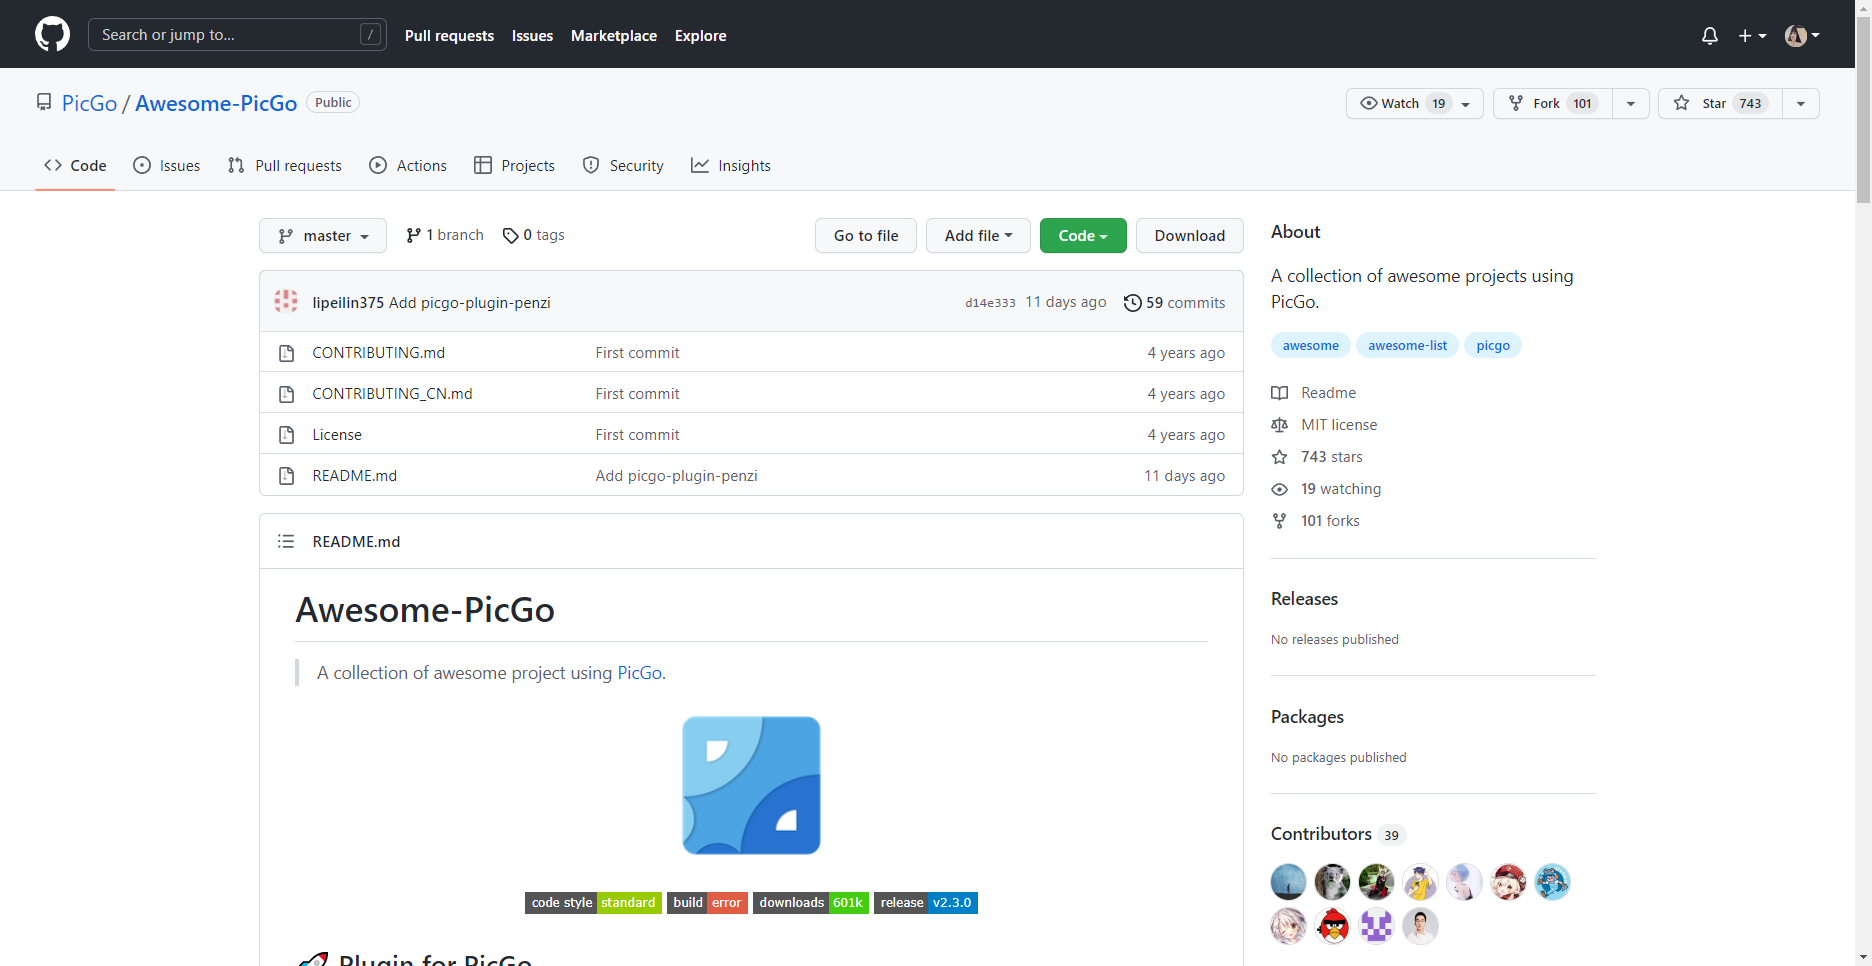 Search or jump to... /
Pull requests Issues Marketplace Explore
PicGo / Awesome-PicGo Public
Watch 19 Fork 101 Star 743
Code Issues Pull requests Actions Projects Security Insights
master 1 branch 0 tags Go to file Add file Code Download
lipeilin375 Add picgo-plugin-penzi d14e333 11 days ago 59 commits
CONTRIBUTING.md First commit 4 years ago
CONTRIBUTING_CN.md First commit 4 years ago
License First commit 4 years ago
README.md Add picgo-plugin-penzi 11 days ago
README.md
Awesome-PicGo
A collection of awesome project using PicGo.
code style standard build error downloads 601k release v2.3.0
Plugin for PicGo
About
A collection of awesome projects using
PicGo.
awesome awesome-list picgo
Readme
MIT license
743 stars
19 watching
101 forks
Releases
No releases published
Packages
No packages published
Contributors 39